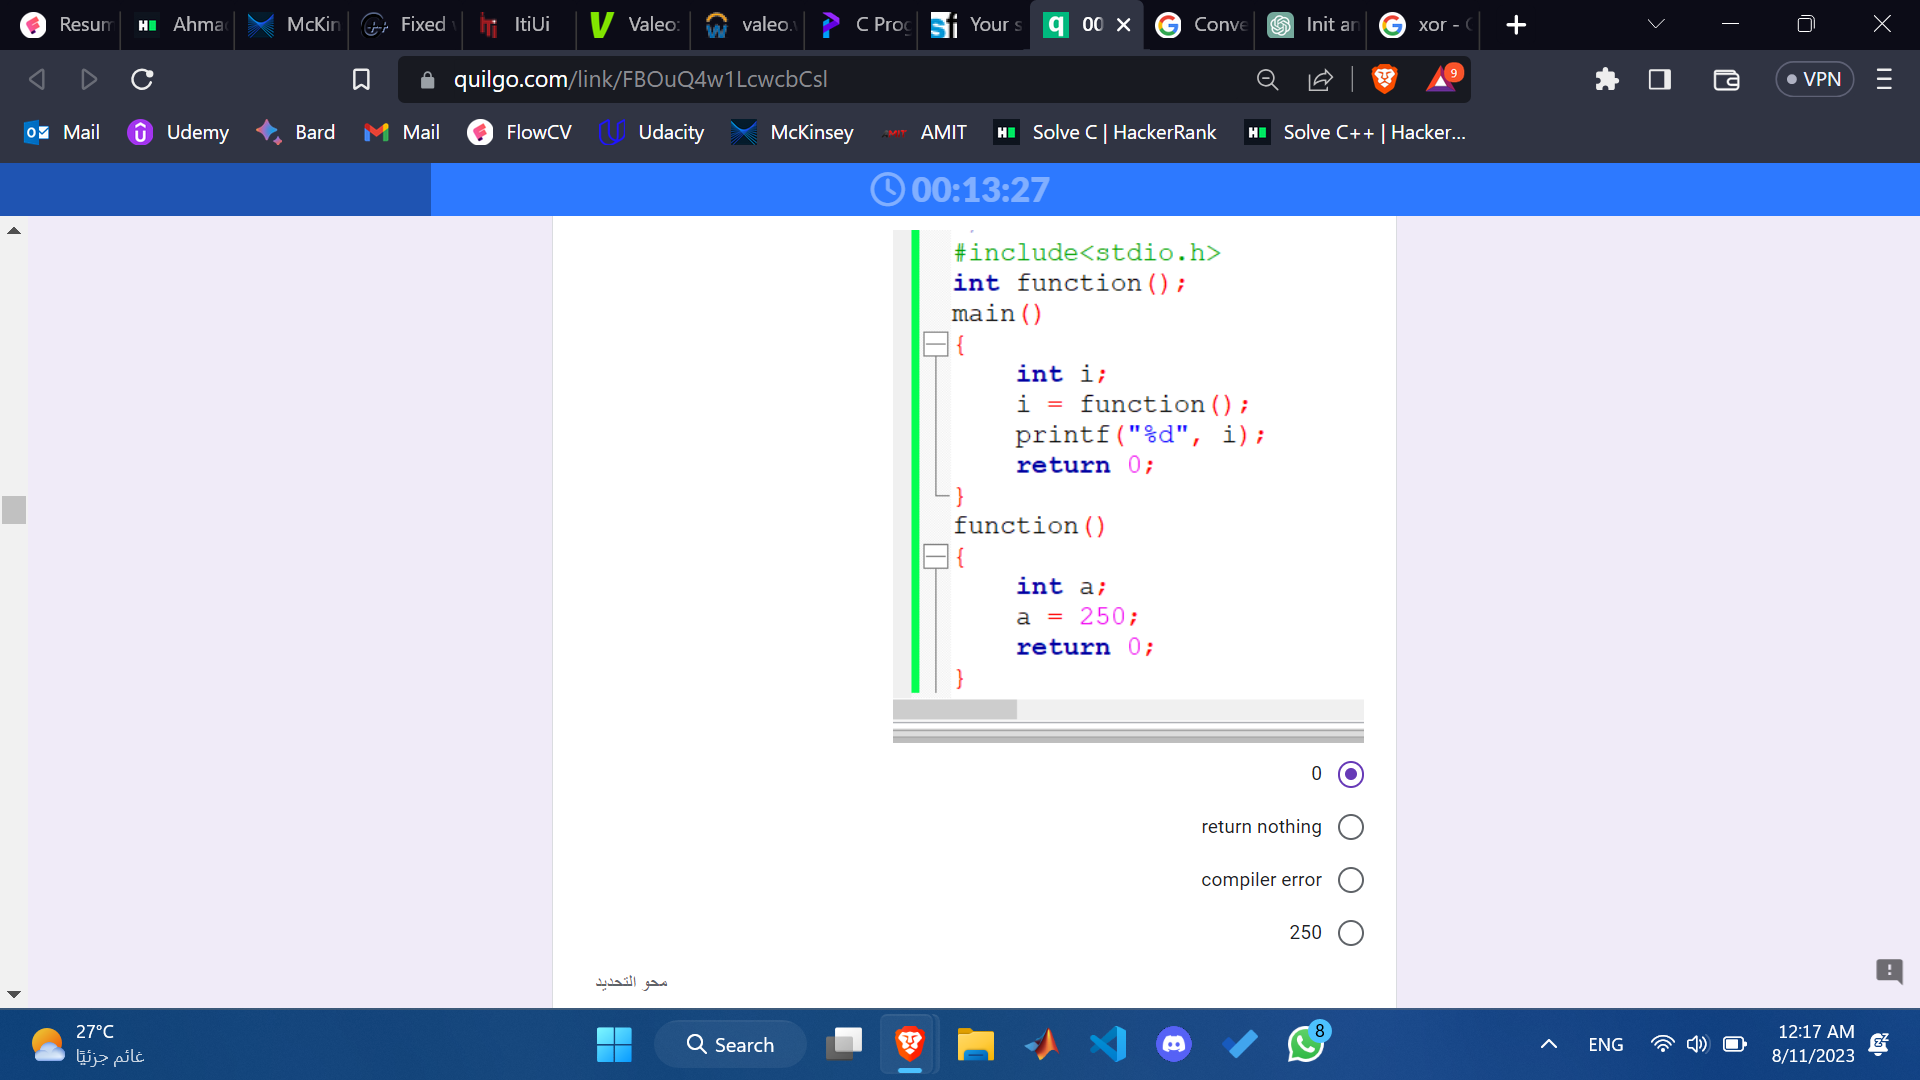 Resum
Ahma
McKin
Fixed
ItiUi
Valeo:
valeo.
C Prog
Your s
00
Conve
Init an
xor -
quilgo.com/link/FBOuQ4w1LcwcbCsl
9
VPN
Mail
Udemy
Bard
Mail
FlowCV
Udacity
McKinsey
AMIT
Solve C | HackerRank
Solve C++ | Hacker...
00:13:27
#include<stdio.h>
int function();
main()
{
int i;
i = function();
printf("%d", i);
return 0;
}
function()
{
int a;
a = 250;
return 0;
}
0
return nothing
compiler error
250
محو التحديد
27°C
غائم جزئيًا
Search
8
ENG
12:17 AM
8/11/2023